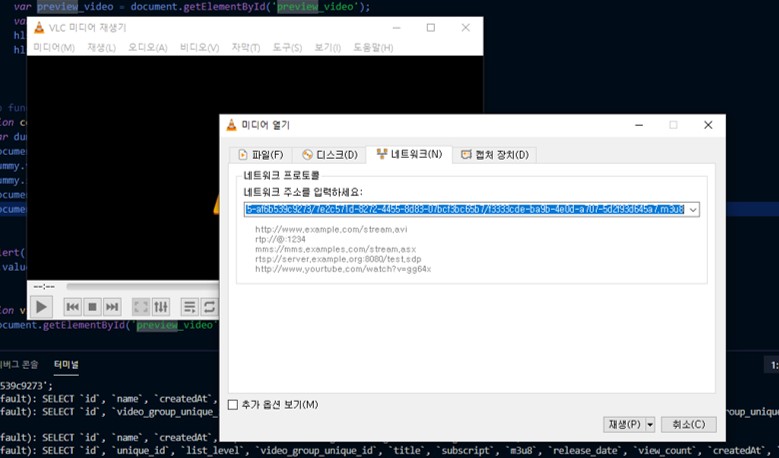 var preview_video = document.getElementById('preview_video');
VLC 미디어 재생기
미디어(M) 재생(L) 오디오(A) 비디오(V) 자막(T) 도구(S) 보기(I) 도움말(H)
미디어 열기
파일(F) 디스크(D) 네트워크(N) 캡처 장치(D)
네트워크 프로토콜
네트워크 주소를 입력하세요:
5-af6b539c9273/7e2c571d-8272-4455-8d83-07bcf3bc65b7/f3333cde-ba9b-4e0d-a707-5d2f93d645a7.m3u8
http://www.example.com/stream.avi
rtp://@:1234
mms://mms.examples.com/stream.asx
rtsp://server.example.org:8080/test.sdp
http://www.yourtube.com/watch?v=gg64x
--:--
추가 옵션 보기(M)
재생(P) 취소(C)
ocument.getElementById('preview_video'
버그 콘솔 터미널
1:
539c9273';
fault): SELECT `id`, `name`, `createdAt`,
fault): SELECT `id`, `video_group_unique_
fault): SELECT `id`, `name`, `createdAt`,
fault): SELECT `id`, `unique_id`, `list_level`, `video_group_unique_id`, `title`, `subscript`, `m3u8`, `release_date`, `view_count`, `createdAt`,